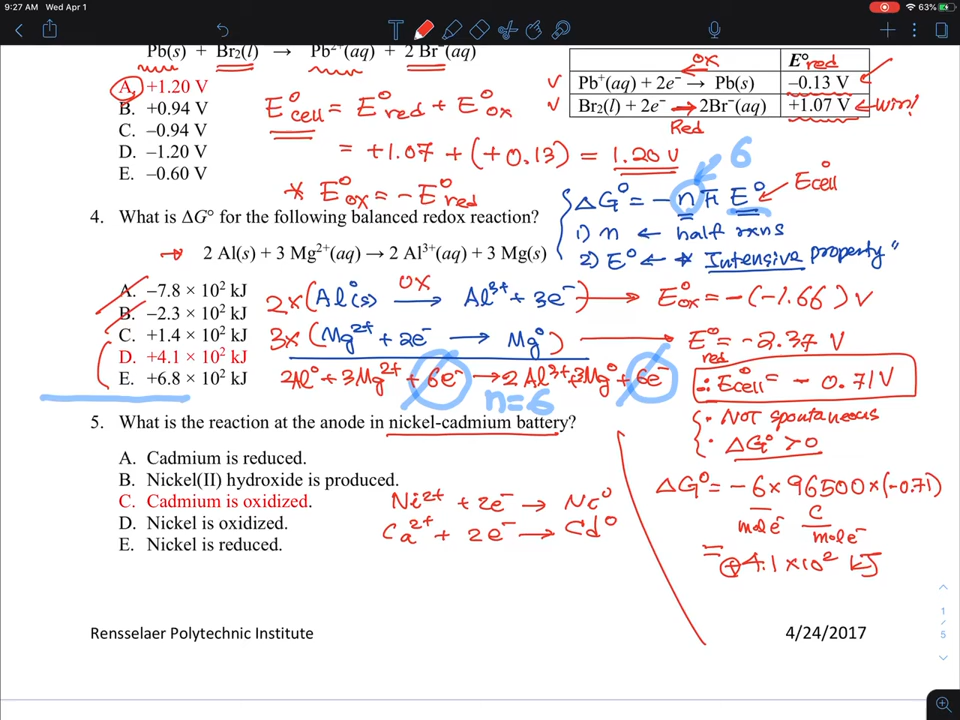 9:27 AM Wed Apr 1
63%
Pb(s) + Br₂(l) → Pb²⁺(aq) + 2 Br⁻(aq)
A. +1.20 V
B. +0.94 V
C. –0.94 V
D. –1.20 V
E. –0.60 V
E°cell = E°red + E°ox
= +1.07 + (+0.13) = 1.20 V
* E°ox = - E°red
ox
E° red
v Pb⁺(aq) + 2e⁻ → Pb(s) –0.13 V
v Br₂(l) + 2e⁻ → 2Br⁻(aq) +1.07 V ← win!
Red
6
ΔG° = - n F E° Ecell°
1) n ← half rxns
2) E° ← * Intensive property"
4. What is ΔG° for the following balanced redox reaction?
→ 2 Al(s) + 3 Mg²⁺(aq) → 2 Al³⁺(aq) + 3 Mg(s)
A. –7.8 × 10² kJ
B. –2.3 × 10² kJ
C. +1.4 × 10² kJ
D. +4.1 × 10² kJ
E. +6.8 × 10² kJ
2x (Al°(s) OX → Al³⁺ + 3e⁻) → E°ox = -(-1.66) V
3x (Mg²⁺ + 2e⁻ → Mg°) → E°red = -2.37 V
2Al° + 3Mg²⁺ + 6e⁻ → 2Al³⁺ + 3Mg° + 6e⁻
n=6
∴ E°cell = - 0.71 V
· NOT spontaneous
· ΔG° > 0
ΔG° = - 6 × 96500 × (-0.71)
mole⁻ C/mole⁻
= +4.1 × 10² kJ
5. What is the reaction at the anode in nickel-cadmium battery?
A. Cadmium is reduced.
B. Nickel(II) hydroxide is produced.
C. Cadmium is oxidized.
D. Nickel is oxidized.
E. Nickel is reduced.
Ni²⁺ + 2e⁻ → Ni°
Ca²⁺ + 2e⁻ → Cd°
Rensselaer Polytechnic Institute 4/24/2017
1
/
5